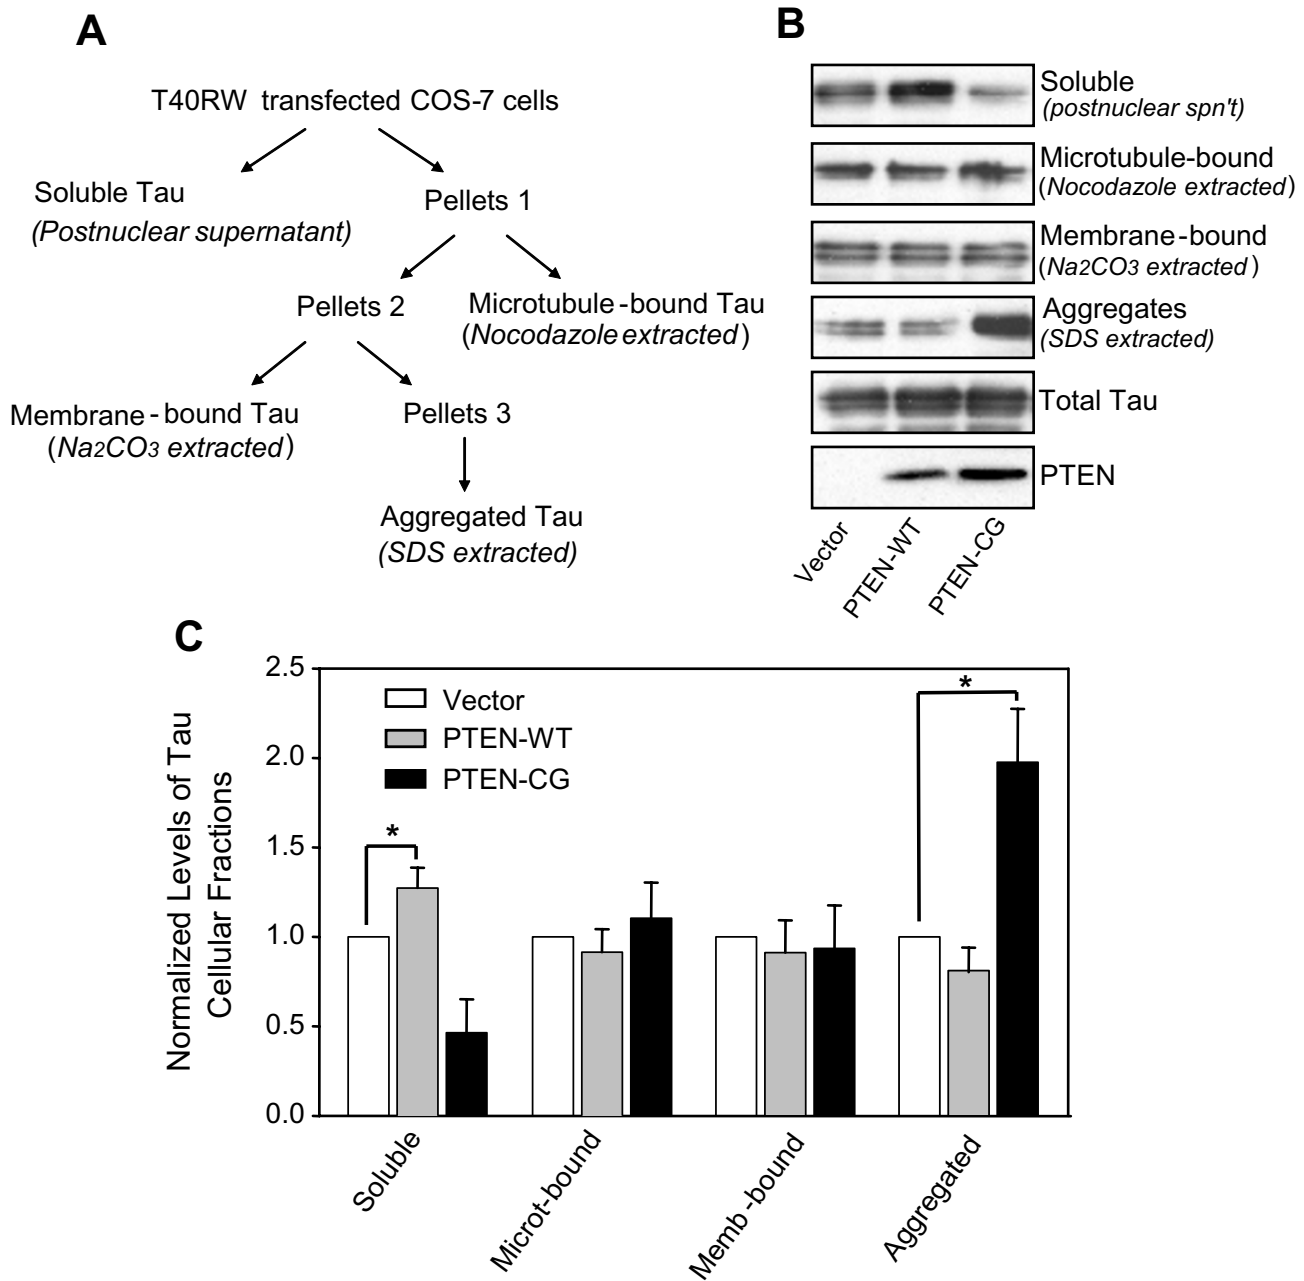 A
T40RW transfected COS-7 cells
Soluble Tau
(Postnuclear supernatant)
Pellets 1
Pellets 2
Microtubule-bound Tau
(Nocodazole extracted)
Membrane-bound Tau
(Na2CO3 extracted)
Pellets 3
Aggregated Tau
(SDS extracted)
B
Soluble
(postnuclear spn't)
Microtubule-bound
(Nocodazole extracted)
Membrane-bound
(Na2CO3 extracted)
Aggregates
(SDS extracted)
Total Tau
PTEN
Vector
PTEN-WT
PTEN-CG
C
Normalized Levels of Tau
Cellular Fractions
2.5
2.0
1.5
1.0
0.5
0.0
Vector
PTEN-WT
PTEN-CG
*
*
Soluble
Microt-bound
Memb-bound
Aggregated